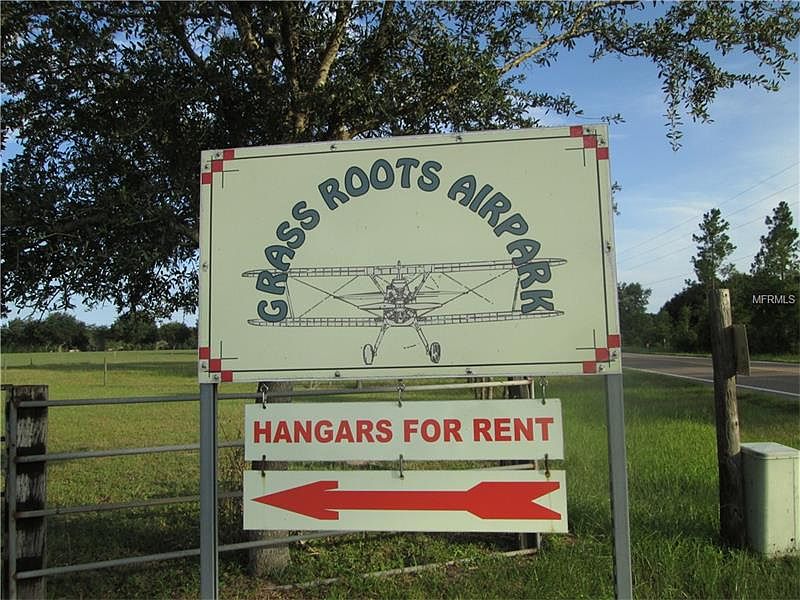 GRASS ROOTS AIRPARK
HANGARS FOR RENT
MFRMLS